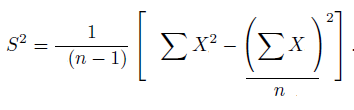 S² = 1/(n − 1) [ ∑ X² − (∑ X)²/n ] .